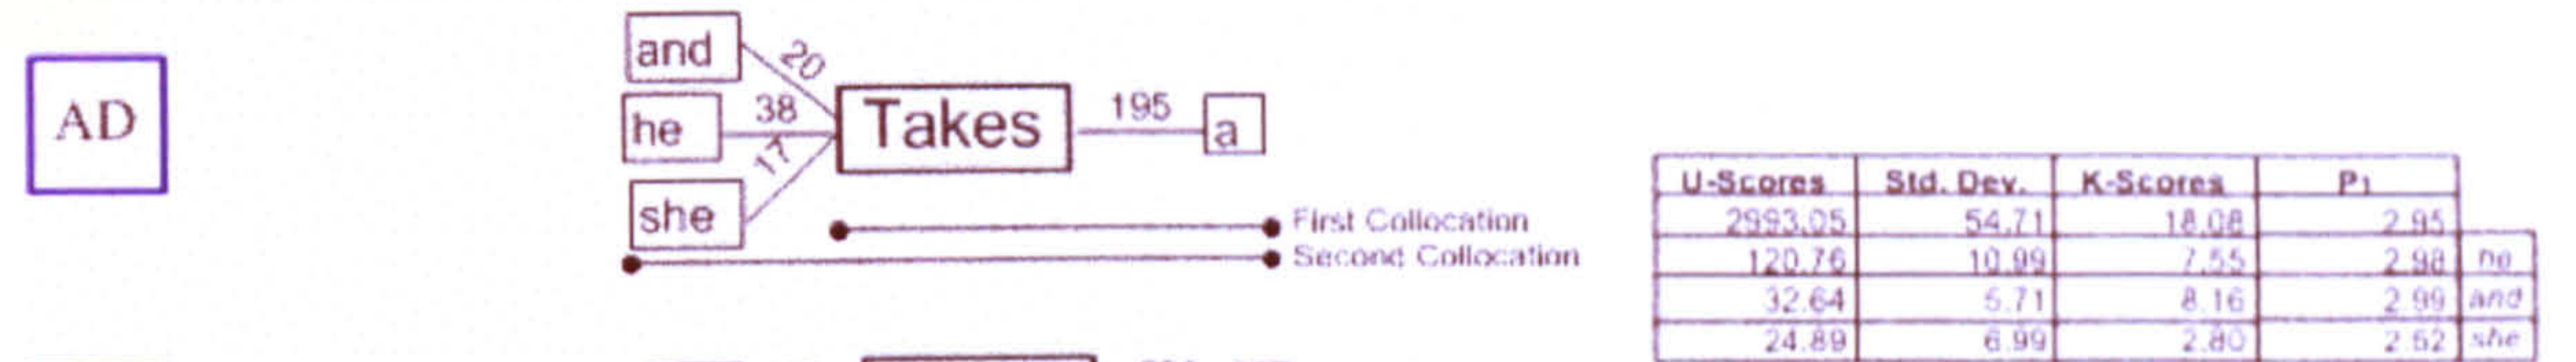 AD
and
20
he
38
17
she
Takes
195
a
First Collocation
Second Collocation
U-Scores Std. Dev. K-Scores P1
2993.05 54.71 18.08 2.95
120.76 10.99 7.55 2.98 he
32.64 5.71 8.16 2.99 and
24.89 6.99 2.80 2.52 she